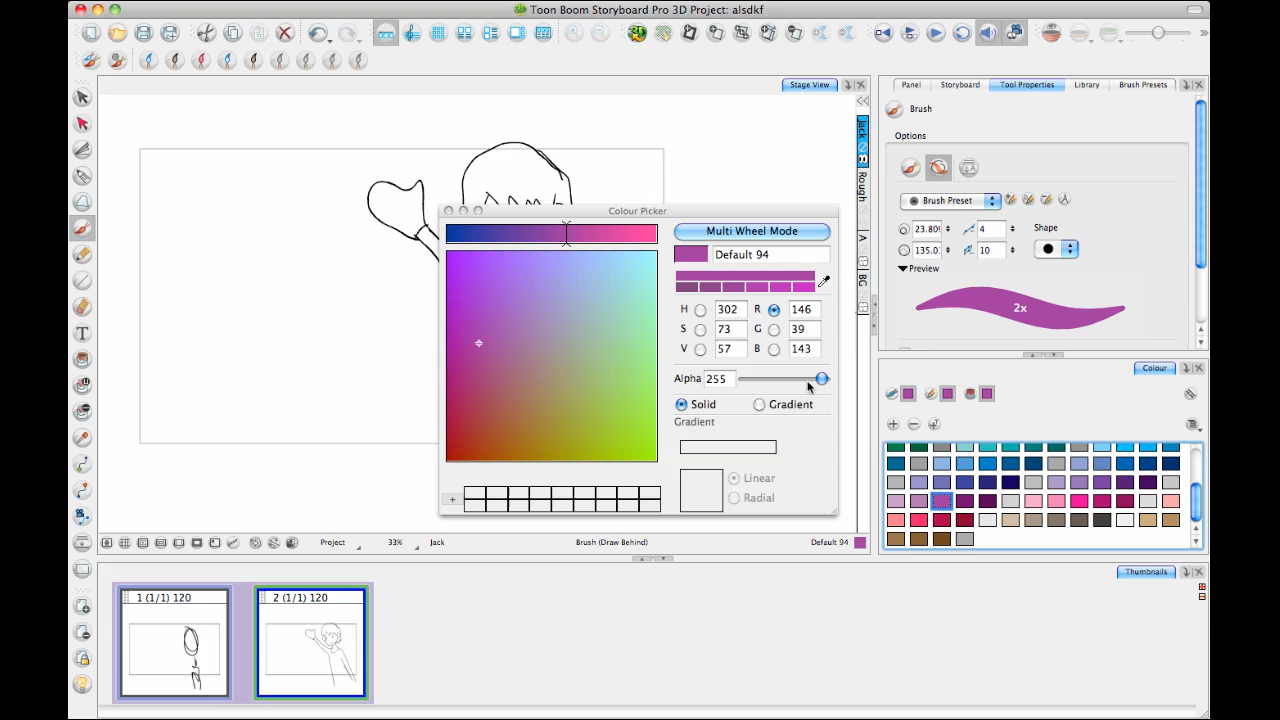 Toon Boom Storyboard Pro 3D Project: alsdkf
Stage View
Panel
Storyboard
Tool Properties
Library
Brush Presets
Brush
Options
Brush Preset
23.809
4
Shape
135.0
10
Preview
2x
Jack
Rough
A
BG
Colour Picker
Multi Wheel Mode
Default 94
H 302 R 146
S 73 G 39
V 57 B 143
Alpha 255
Solid Gradient
Gradient
Linear
Radial
+
Colour
Project
33%
Jack
Brush (Draw Behind)
Default 94
Thumbnails
1 (1/1) 120
2 (1/1) 120